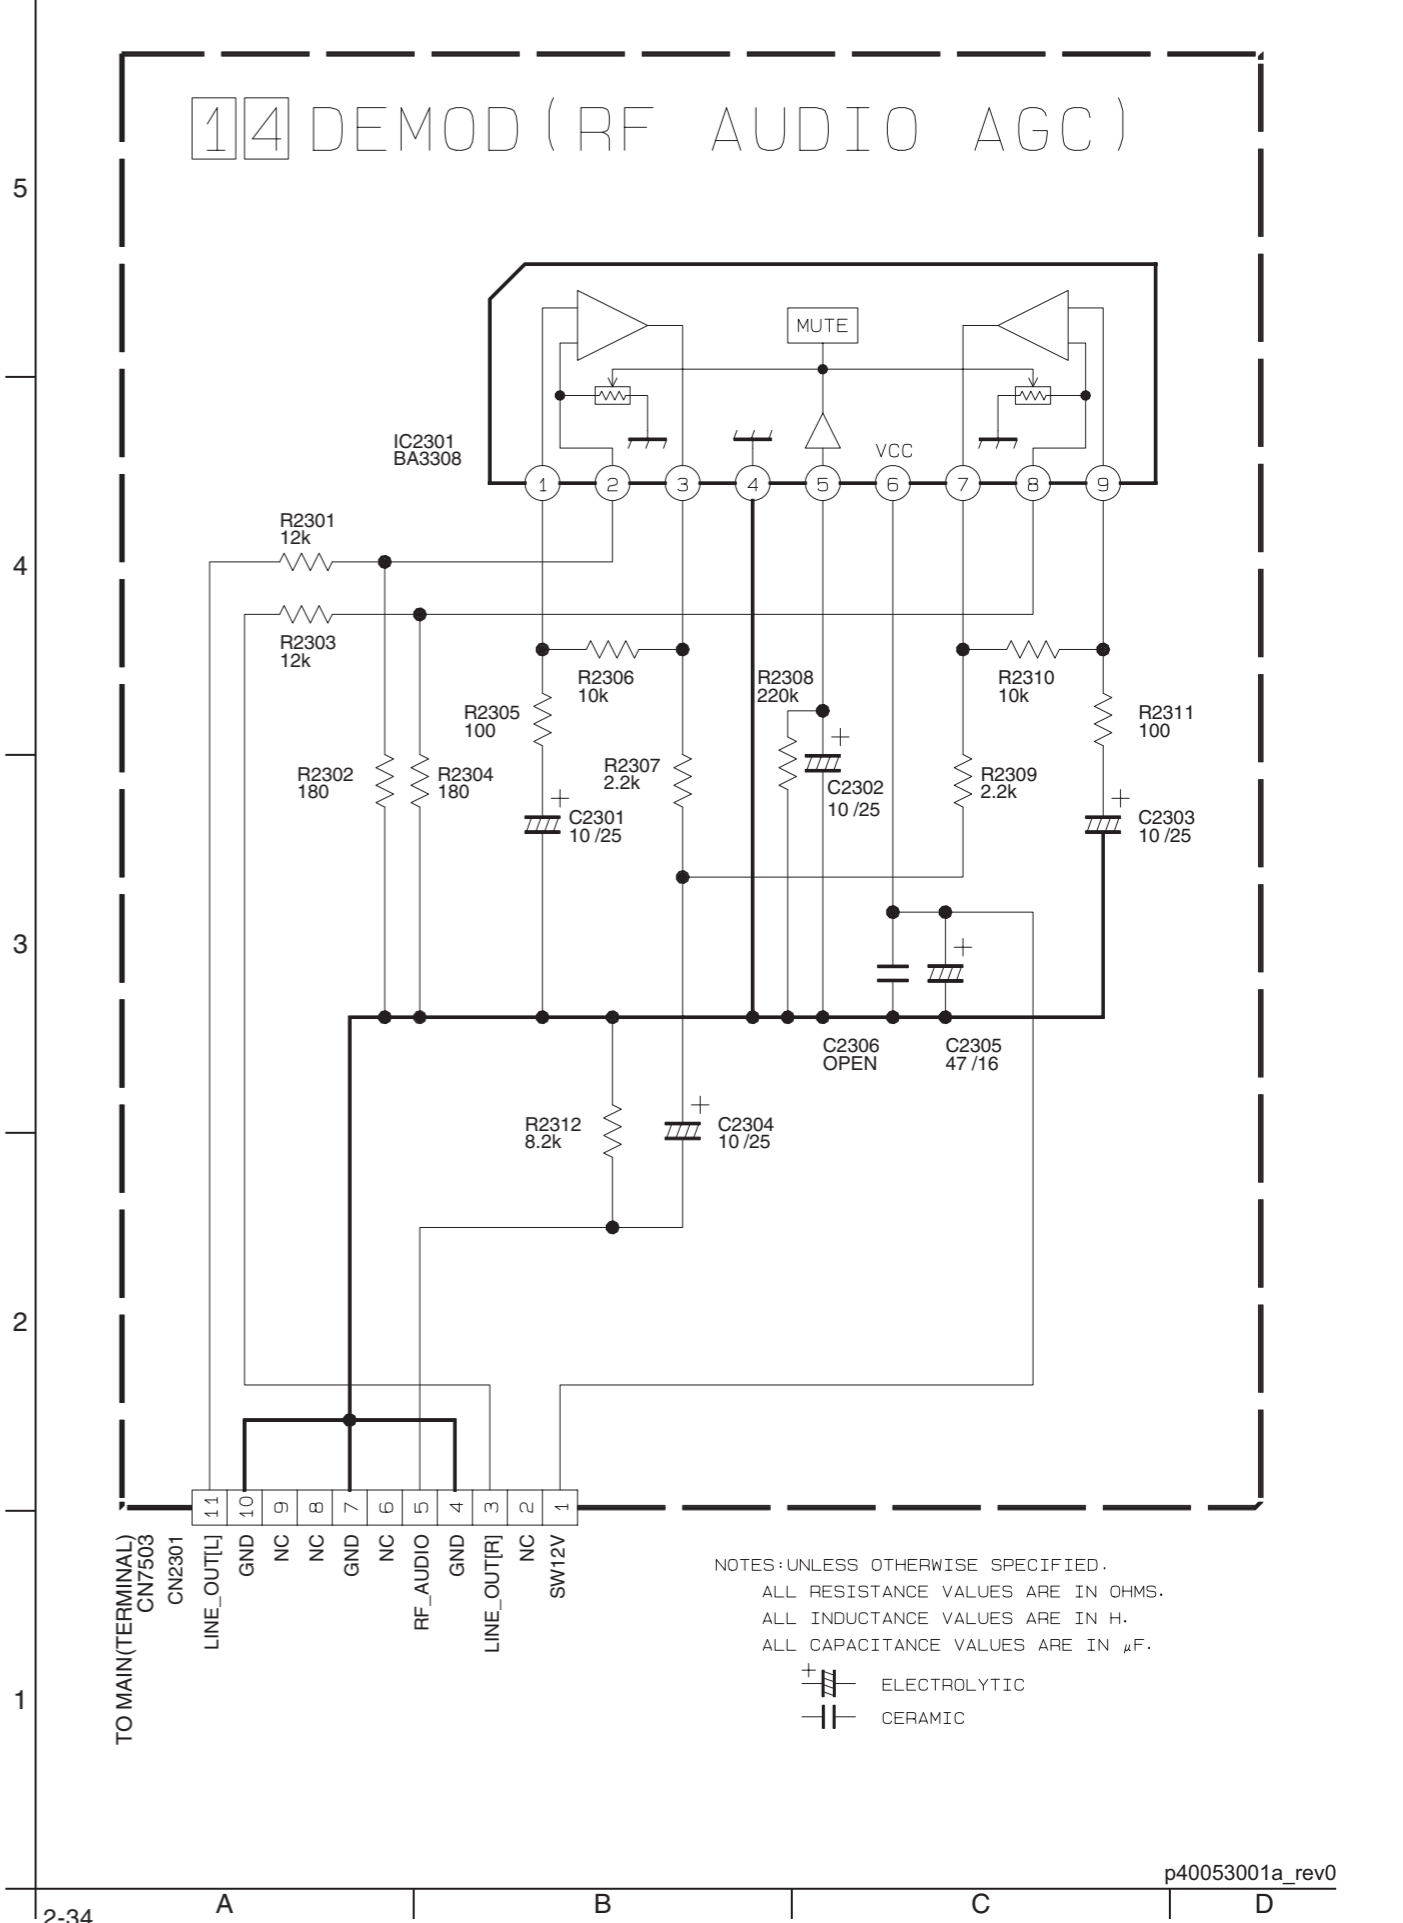 14 DEMOD(RF AUDIO AGC)
5
MUTE
IC2301
BA3308
VCC
1 2 3 4 5 6 7 8 9
R2301
12k
4
R2303
12k
R2306
10k
R2308
220k
R2310
10k
R2305
100
R2311
100
R2302
180
R2304
180
R2307
2.2k
+
C2302
10 /25
R2309
2.2k
+
C2301
10 /25
+
C2303
10 /25
3
+
C2306
OPEN
C2305
47 /16
R2312
8.2k
+
C2304
10 /25
2
11 10 9 8 7 6 5 4 3 2 1
TO MAIN(TERMINAL)
CN7503
CN2301
LINE_OUT[L]
GND
NC
NC
GND
NC
RF_AUDIO
GND
LINE_OUT[R]
NC
SW12V
NOTES:UNLESS OTHERWISE SPECIFIED.
ALL RESISTANCE VALUES ARE IN OHMS.
ALL INDUCTANCE VALUES ARE IN H.
ALL CAPACITANCE VALUES ARE IN µF.
+ ELECTROLYTIC
CERAMIC
1
p40053001a_rev0
A B C D
2-34